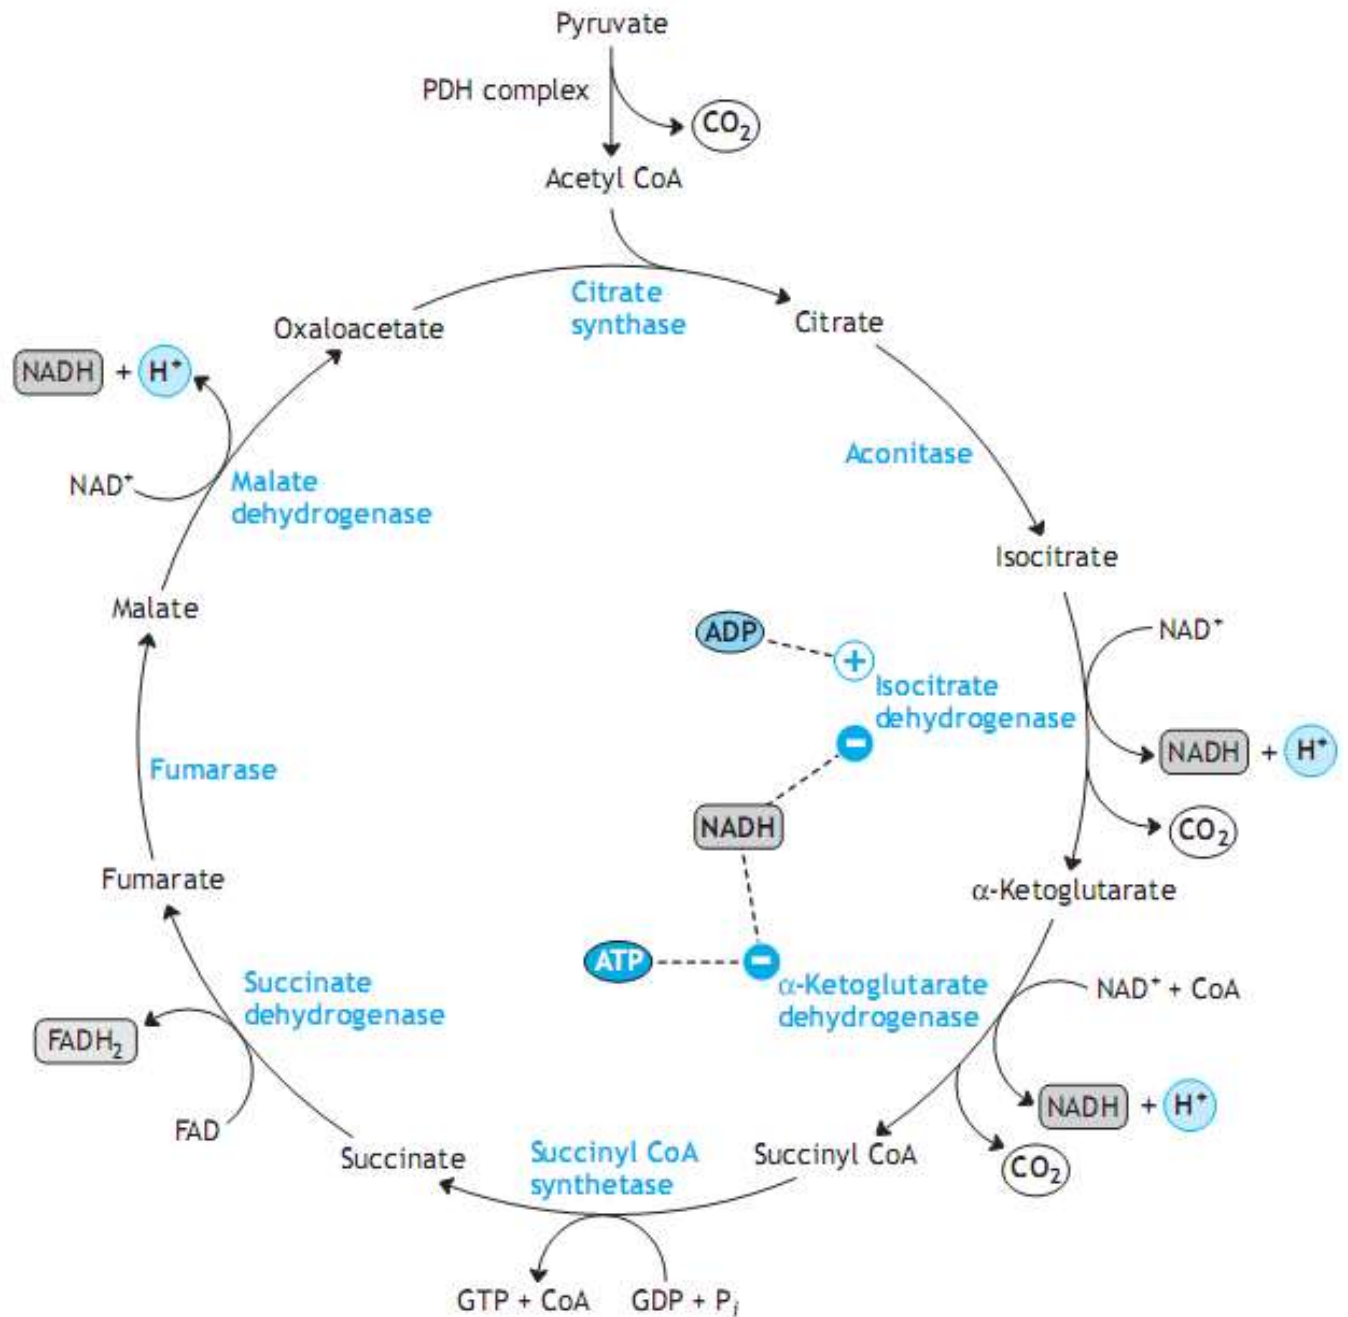 Pyruvate
PDH complex
CO₂
Acetyl CoA
Citrate
synthase
Oxaloacetate
Citrate
NADH + H⁺
Aconitase
NAD⁺
Malate
dehydrogenase
Isocitrate
Malate
ADP
+
NAD⁺
Isocitrate
dehydrogenase
−
NADH + H⁺
Fumarase
NADH
CO₂
Fumarate
α-Ketoglutarate
ATP
−
Succinate
dehydrogenase
α-Ketoglutarate
dehydrogenase
NAD⁺ + CoA
FADH₂
NADH + H⁺
FAD
Succinate
Succinyl CoA
synthetase
Succinyl CoA
CO₂
GTP + CoA
GDP + Pᵢ